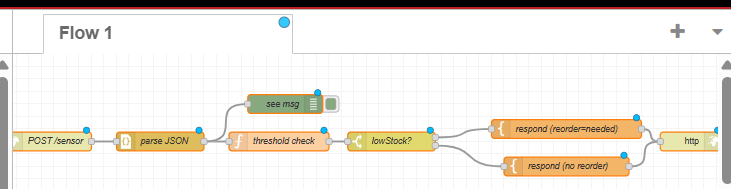 Flow 1
see msg
POST /sensor
parse JSON
threshold check
lowStock?
respond (reorder=needed)
respond (no reorder)
http